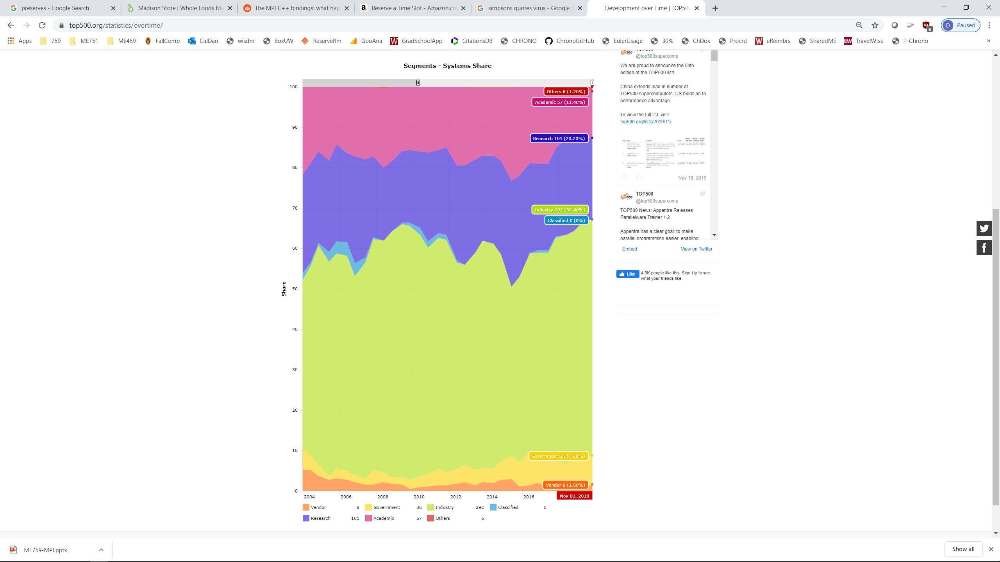 preserves - Google Search
Madison Store | Whole Foods Ma
The MPI C++ bindings: what hap
Reserve a Time Slot - Amazon.co
simpsons quotes virus - Google S
Development over Time | TOP500
top500.org/statistics/overtime/
D Paused
6
Apps 759 ME751 ME459 FallComp CalDan wisdm BoxUW ReserveRm GooAna GradSchoolApp CitationsDB CHRONO ChronoGitHub EulerUsage 30% ChDox Procrd eReimbrs SharedME TravelWIse P-Chrono »
Segments - Systems Share
Share
100
90
80
70
60
50
40
30
20
10
0
Others 6 (1.20%)
Academic 57 (11.40%)
Research 101 (20.20%)
Industry 292 (58.40%)
Classified 0 (0%)
Government 36 (7.20%)
Vendor 8 (1.60%)
2004 2006 2008 2010 2012 2014 2016 Nov 01, 2019
Vendor 8 Government 36 Industry 292 Classified 0
Research 101 Academic 57 Others 6
@top500supercomp
We are proud to announce the 54th
edition of the TOP500 list!
China extends lead in number of
TOP500 supercomputers, US holds on to
performance advantage.
To view the full list, visit
top500.org/lists/2019/11/
Nov 18, 2019
TOP500
@top500supercomp
TOP500 News: Appentra Releases
Parallelware Trainer 1.2
Appentra has a clear goal: to make
parallel programming easier, enabling
Embed View on Twitter
Like 4.9K people like this. Sign Up to see
what your friends like.
ME759-MPI.pptx
Show all